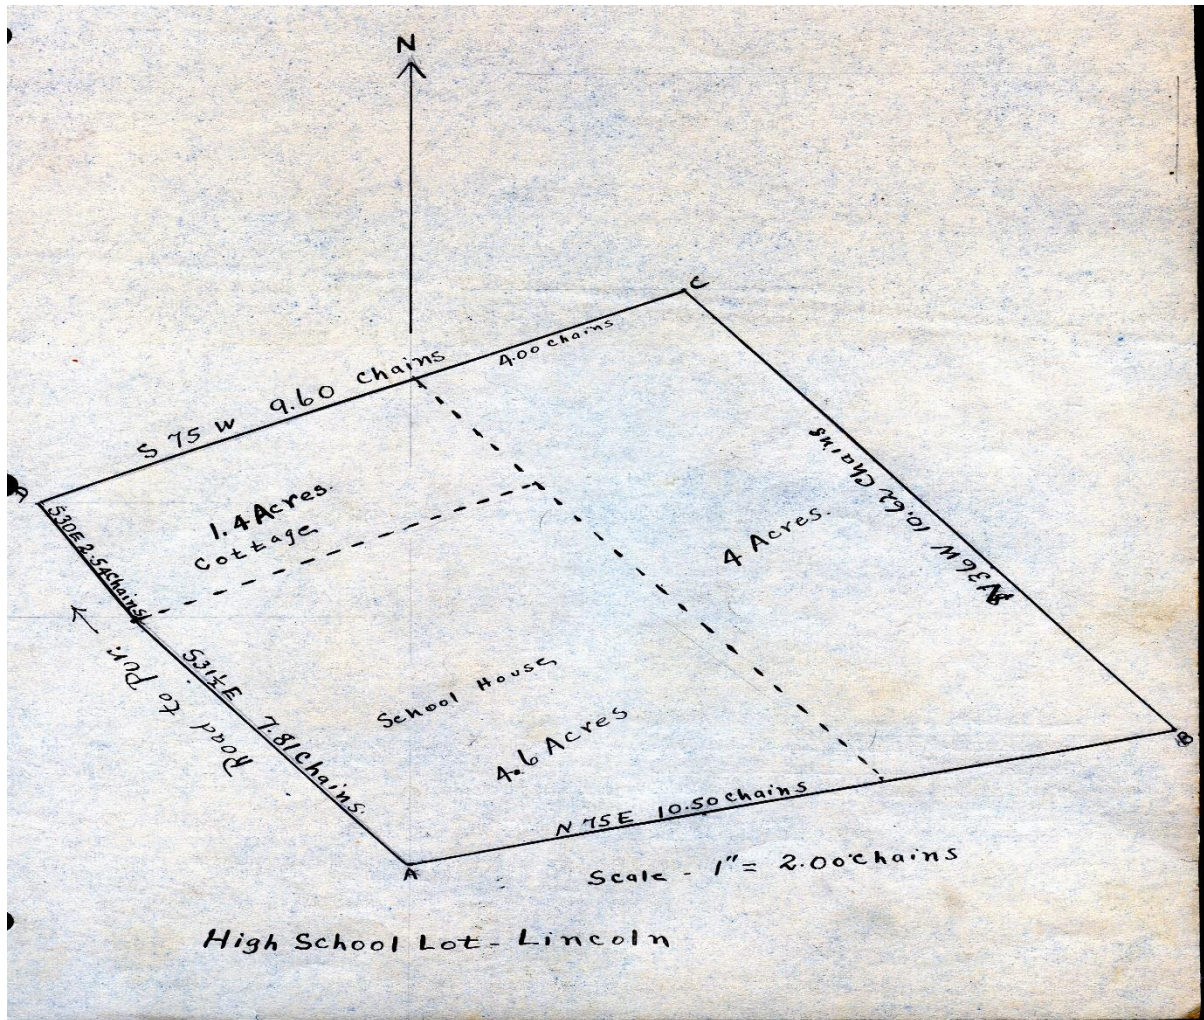 N
C
4.00 chains
S 75 W 9.60 chains
D
1.4 Acres.
Cottage
S30E 2.54 Chains
N36W 10.62 Chains
4 Acres.
Road to Pur.
S31½E 7.81 Chains.
School House
4.6 Acres
B
N 75 E 10.50 chains
A
Scale - 1" = 2.00 chains
High School Lot - Lincoln